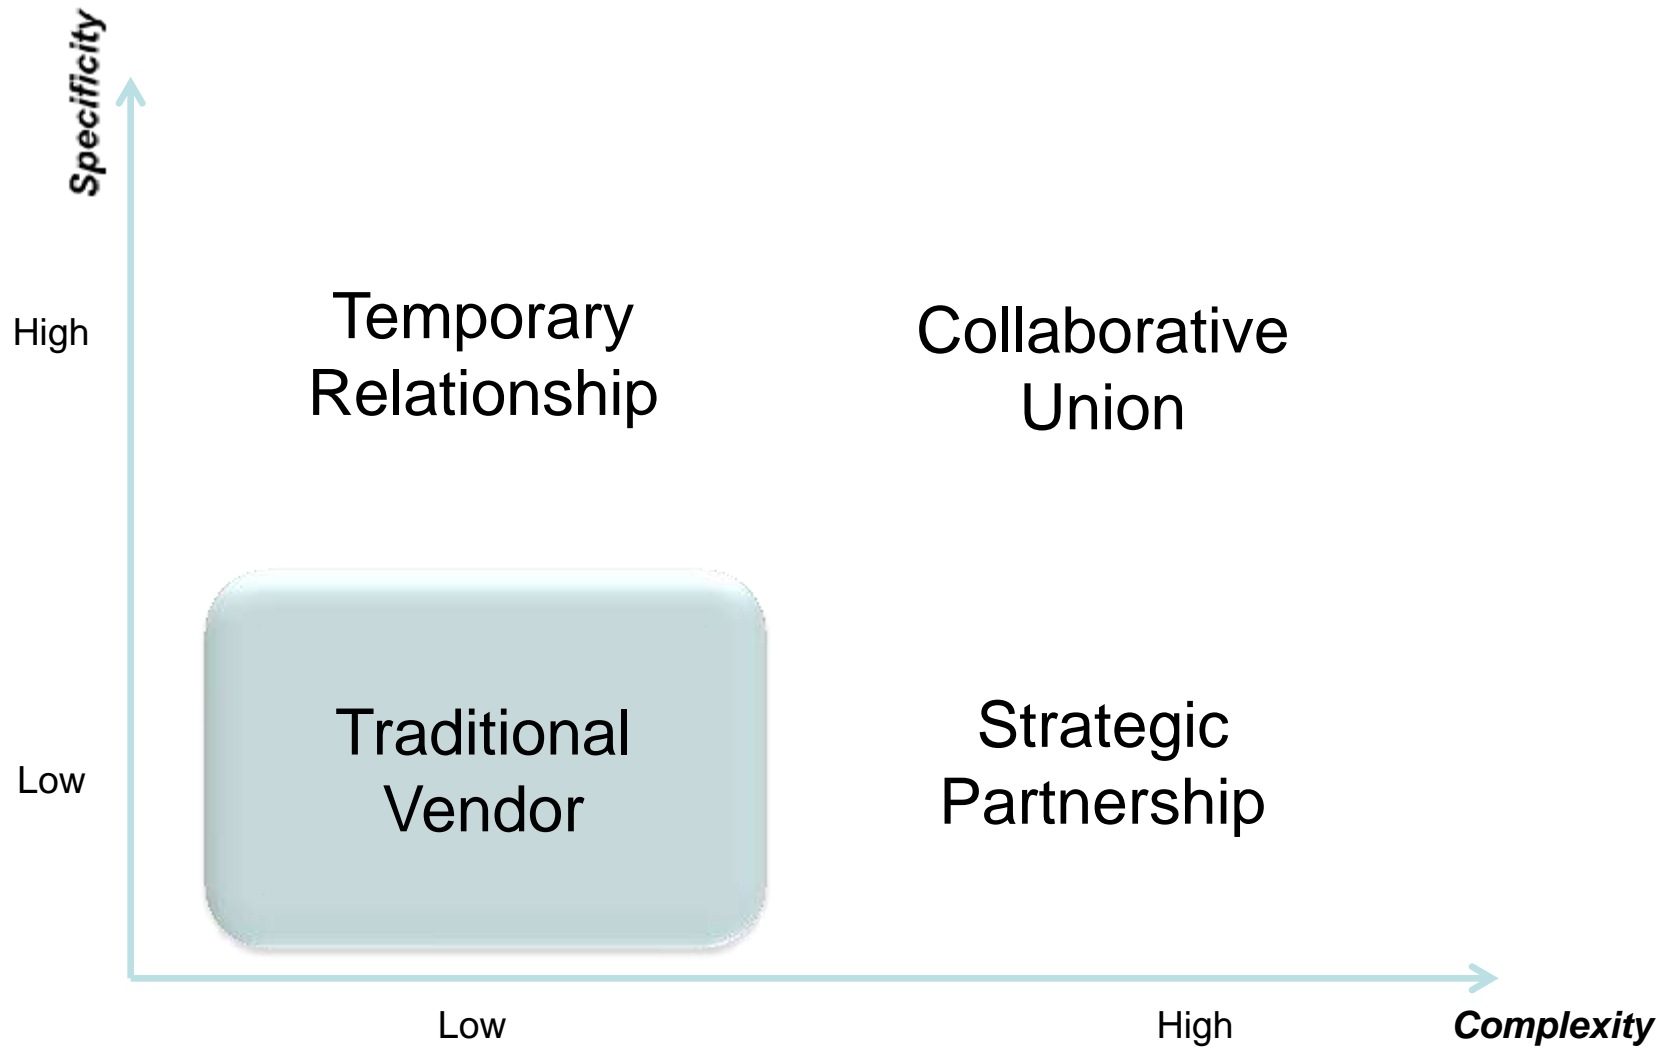 Specificity
High
Temporary
Relationship
Collaborative
Union
Low
Traditional
Vendor
Strategic
Partnership
Low
High
Complexity